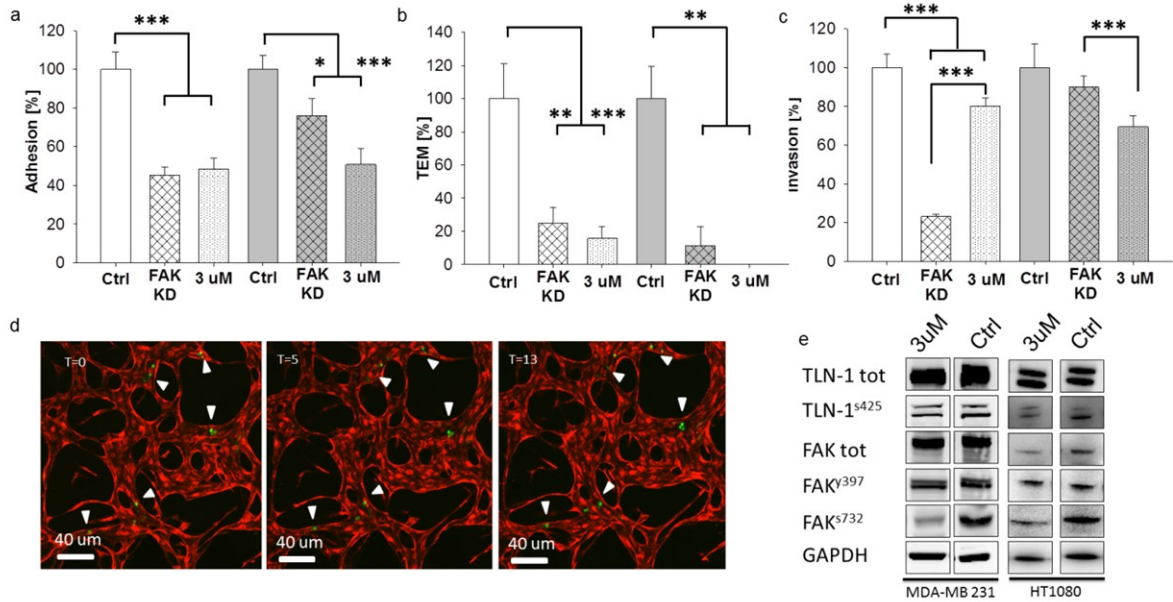 a
***
*
***
Adhesion [%]
120
100
80
60
40
20
0
Ctrl
FAK KD
3 uM
Ctrl
FAK KD
3 uM
b
**
**
***
TEM [%]
140
120
100
80
60
40
20
0
Ctrl
FAK KD
3 uM
Ctrl
FAK KD
3 uM
c
***
***
***
Invasion [%]
120
100
80
60
40
20
0
Ctrl
FAK KD
3 uM
Ctrl
FAK KD
3 uM
d
T=0
40 um
T=5
40 um
T=13
40 um
e
3uM Ctrl 3uM Ctrl
TLN-1 tot
TLN-1s425
FAK tot
FAKy397
FAKs732
GAPDH
MDA-MB 231 HT1080